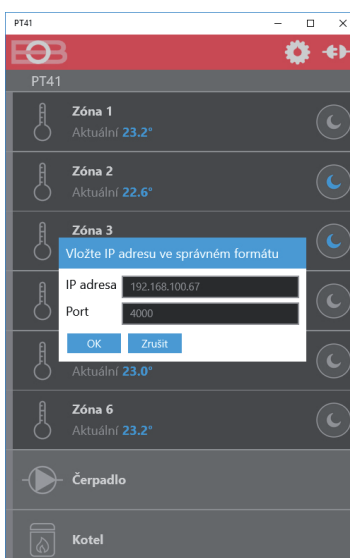 PT41
EOB
PT41
Zóna 1
Aktuální 23.2°
Zóna 2
Aktuální 22.6°
Zóna 3
Vložte IP adresu ve správném formátu
IP adresa 192.168.100.67
Port 4000
OK Zrušit
Aktuální 23.0°
Zóna 6
Aktuální 23.2°
Čerpadlo
Kotel